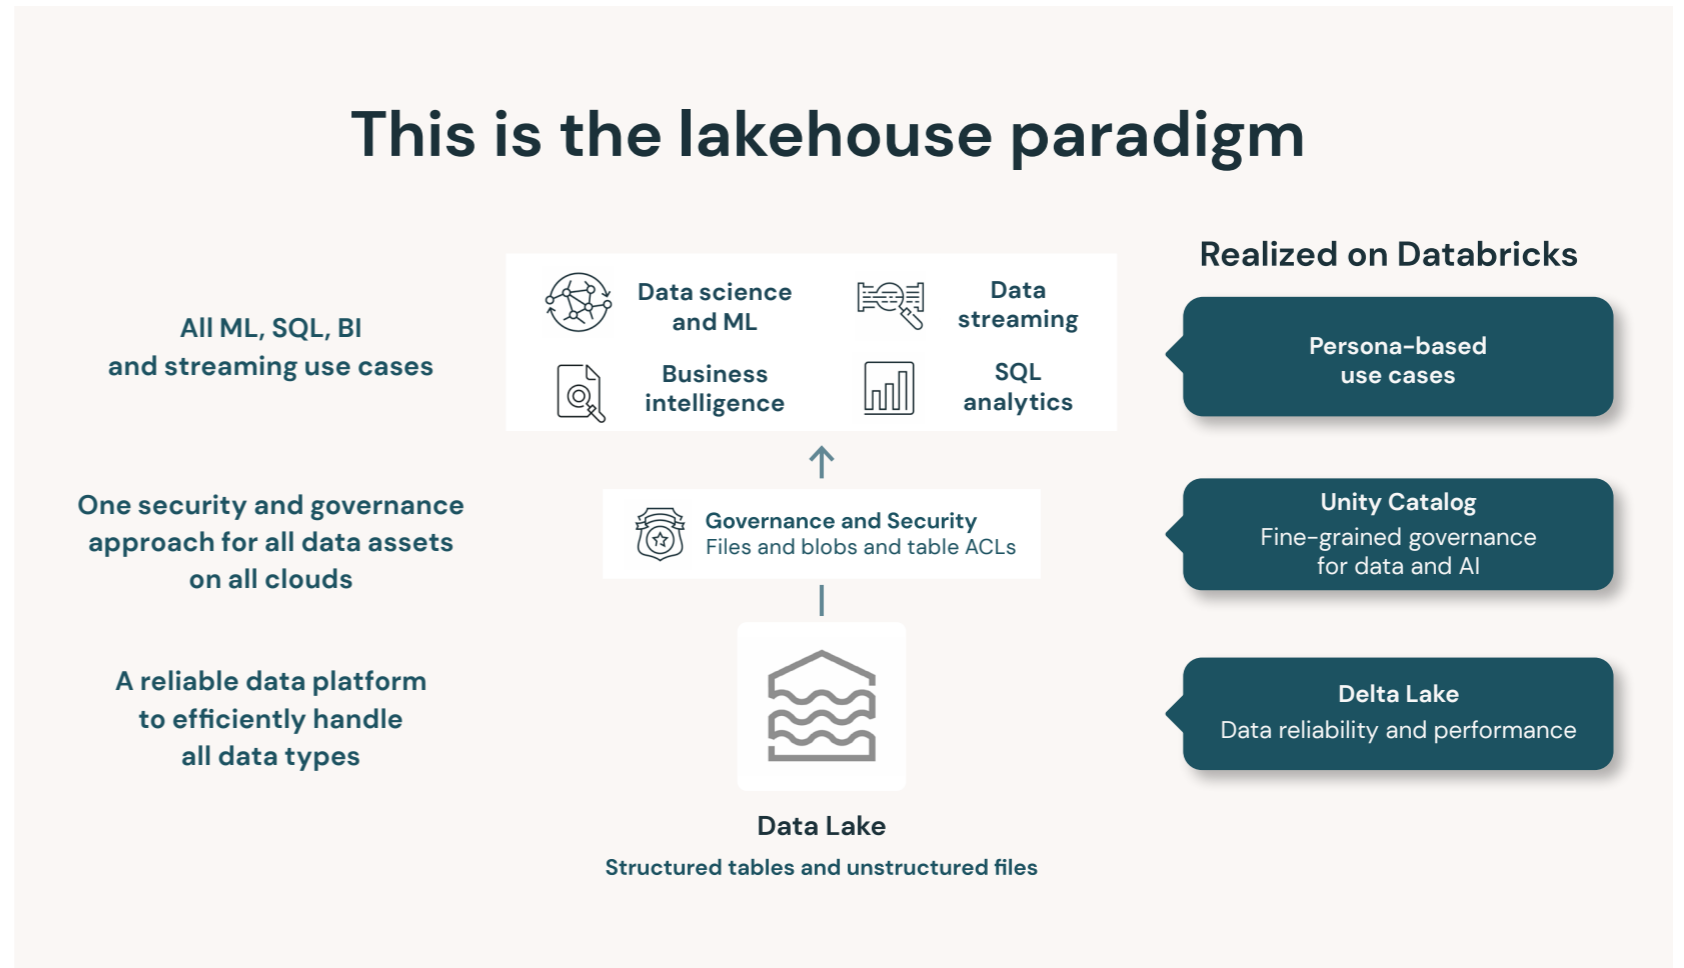 This is the lakehouse paradigm
All ML, SQL, BI
and streaming use cases
One security and governance
approach for all data assets
on all clouds
A reliable data platform
to efficiently handle
all data types
Data science
and ML
Data
streaming
Business
intelligence
SQL
analytics
Governance and Security
Files and blobs and table ACLs
Data Lake
Structured tables and unstructured files
Realized on Databricks
Persona-based
use cases
Unity Catalog
Fine-grained governance
for data and AI
Delta Lake
Data reliability and performance